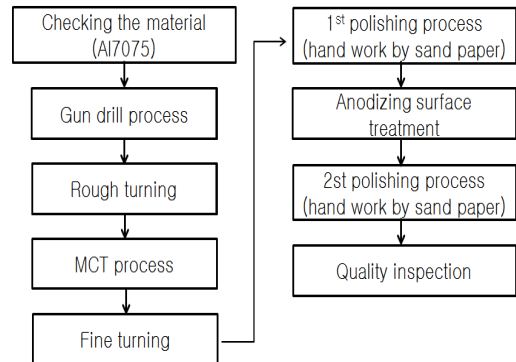 Checking the material
(Al7075)
Gun drill process
Rough turning
MCT process
Fine turning
1st polishing process
(hand work by sand paper)
Anodizing surface
treatment
2st polishing process
(hand work by sand paper)
Quality inspection